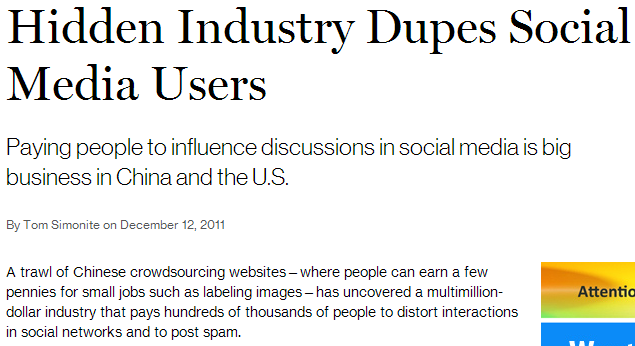 Hidden Industry Dupes Social
Media Users
Paying people to influence discussions in social media is big
business in China and the U.S.
By Tom Simonite on December 12, 2011
A trawl of Chinese crowdsourcing websites – where people can earn a few
pennies for small jobs such as labeling images – has uncovered a multimillion-
dollar industry that pays hundreds of thousands of people to distort interactions
in social networks and to post spam.
Attentio